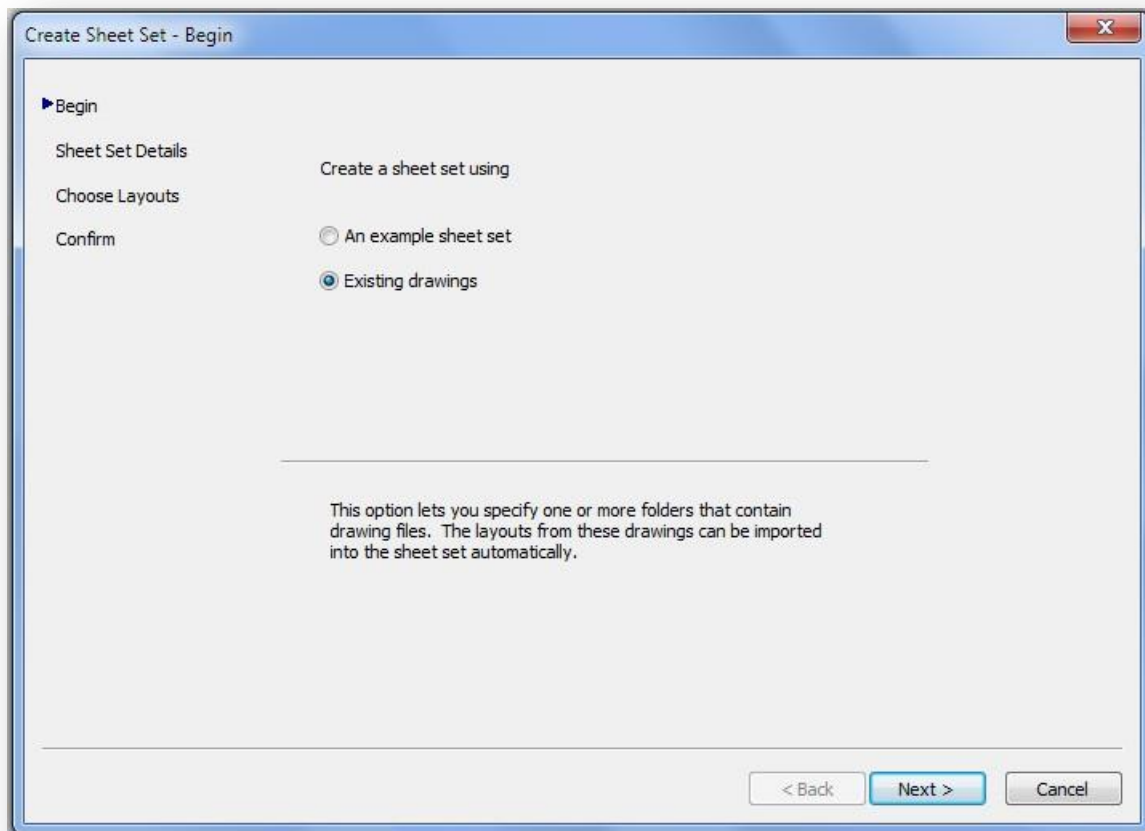 Create Sheet Set - Begin
Begin
Sheet Set Details
Choose Layouts
Confirm
Create a sheet set using
An example sheet set
Existing drawings
This option lets you specify one or more folders that contain
drawing files.  The layouts from these drawings can be imported
into the sheet set automatically.
< Back
Next >
Cancel